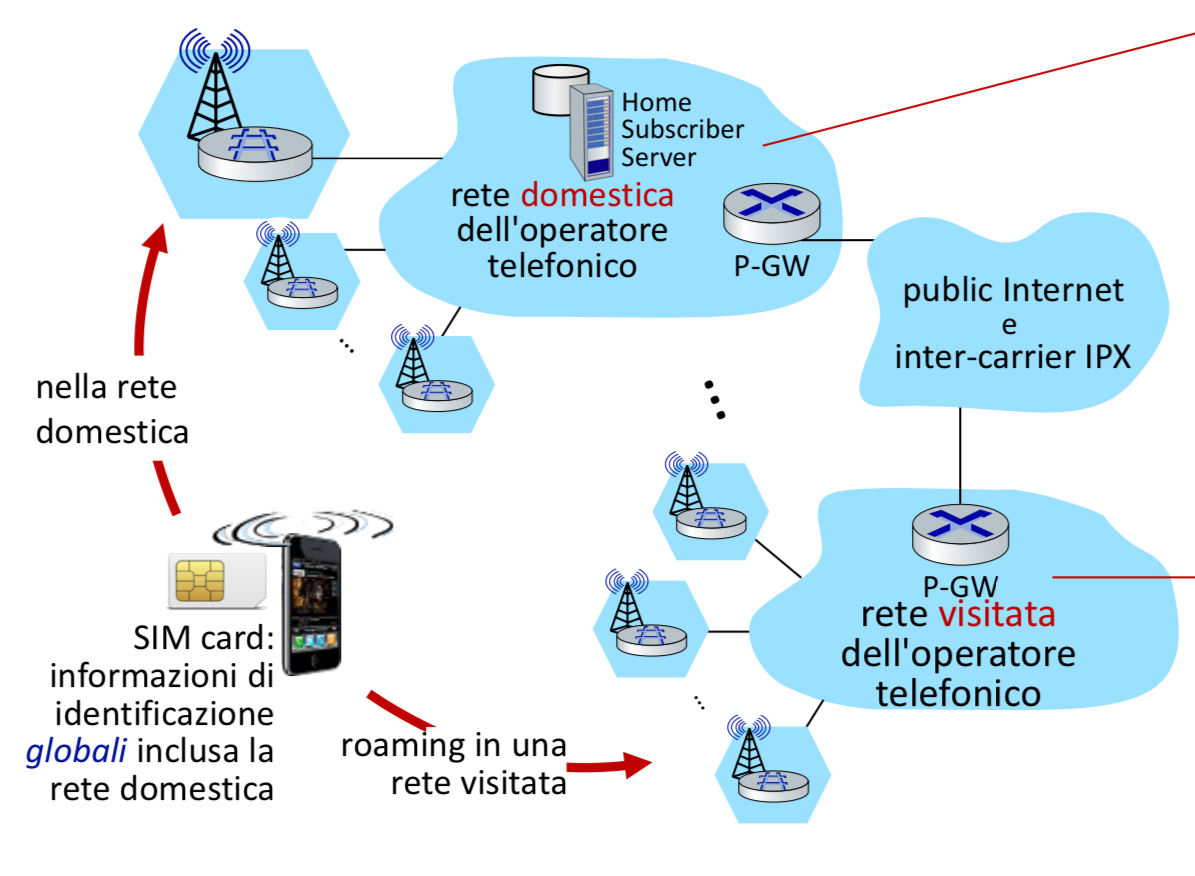 Home
Subscriber
Server
rete domestica
dell'operatore
telefonico
P-GW
public Internet
e
inter-carrier IPX
nella rete
domestica
P-GW
rete visitata
dell'operatore
telefonico
SIM card:
informazioni di
identificazione
globali inclusa la
rete domestica
roaming in una
rete visitata